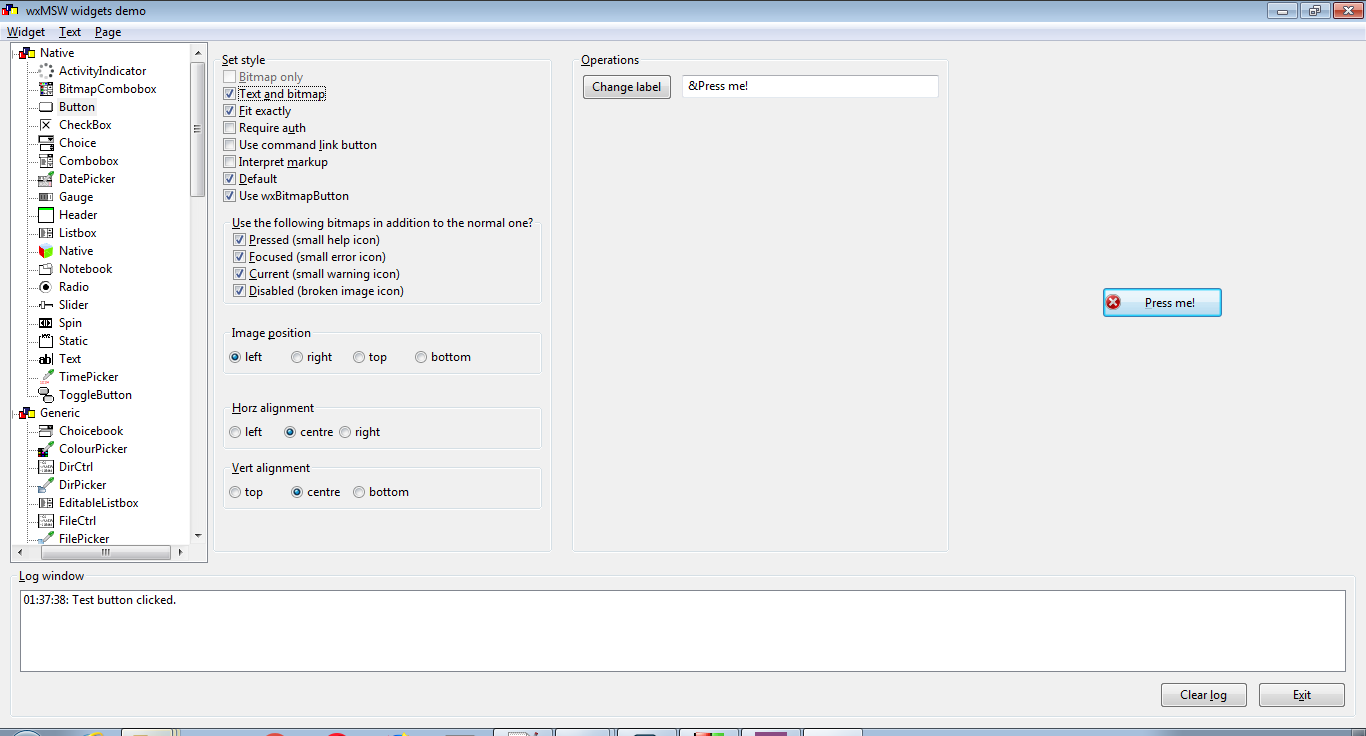 wxMSW widgets demo
Widget Text Page
Native
ActivityIndicator
BitmapCombobox
Button
CheckBox
Choice
Combobox
DatePicker
Gauge
Header
Listbox
Native
Notebook
Radio
Slider
Spin
Static
Text
TimePicker
ToggleButton
Generic
Choicebook
ColourPicker
DirCtrl
DirPicker
EditableListbox
FileCtrl
FilePicker
Set style
Bitmap only
Text and bitmap
Fit exactly
Require auth
Use command link button
Interpret markup
Default
Use wxBitmapButton
Use the following bitmaps in addition to the normal one?
Pressed (small help icon)
Focused (small error icon)
Current (small warning icon)
Disabled (broken image icon)
Image position
left right top bottom
Horz alignment
left centre right
Vert alignment
top centre bottom
Operations
Change label &Press me!
Press me!
Log window
01:37:38: Test button clicked.
Clear log Exit